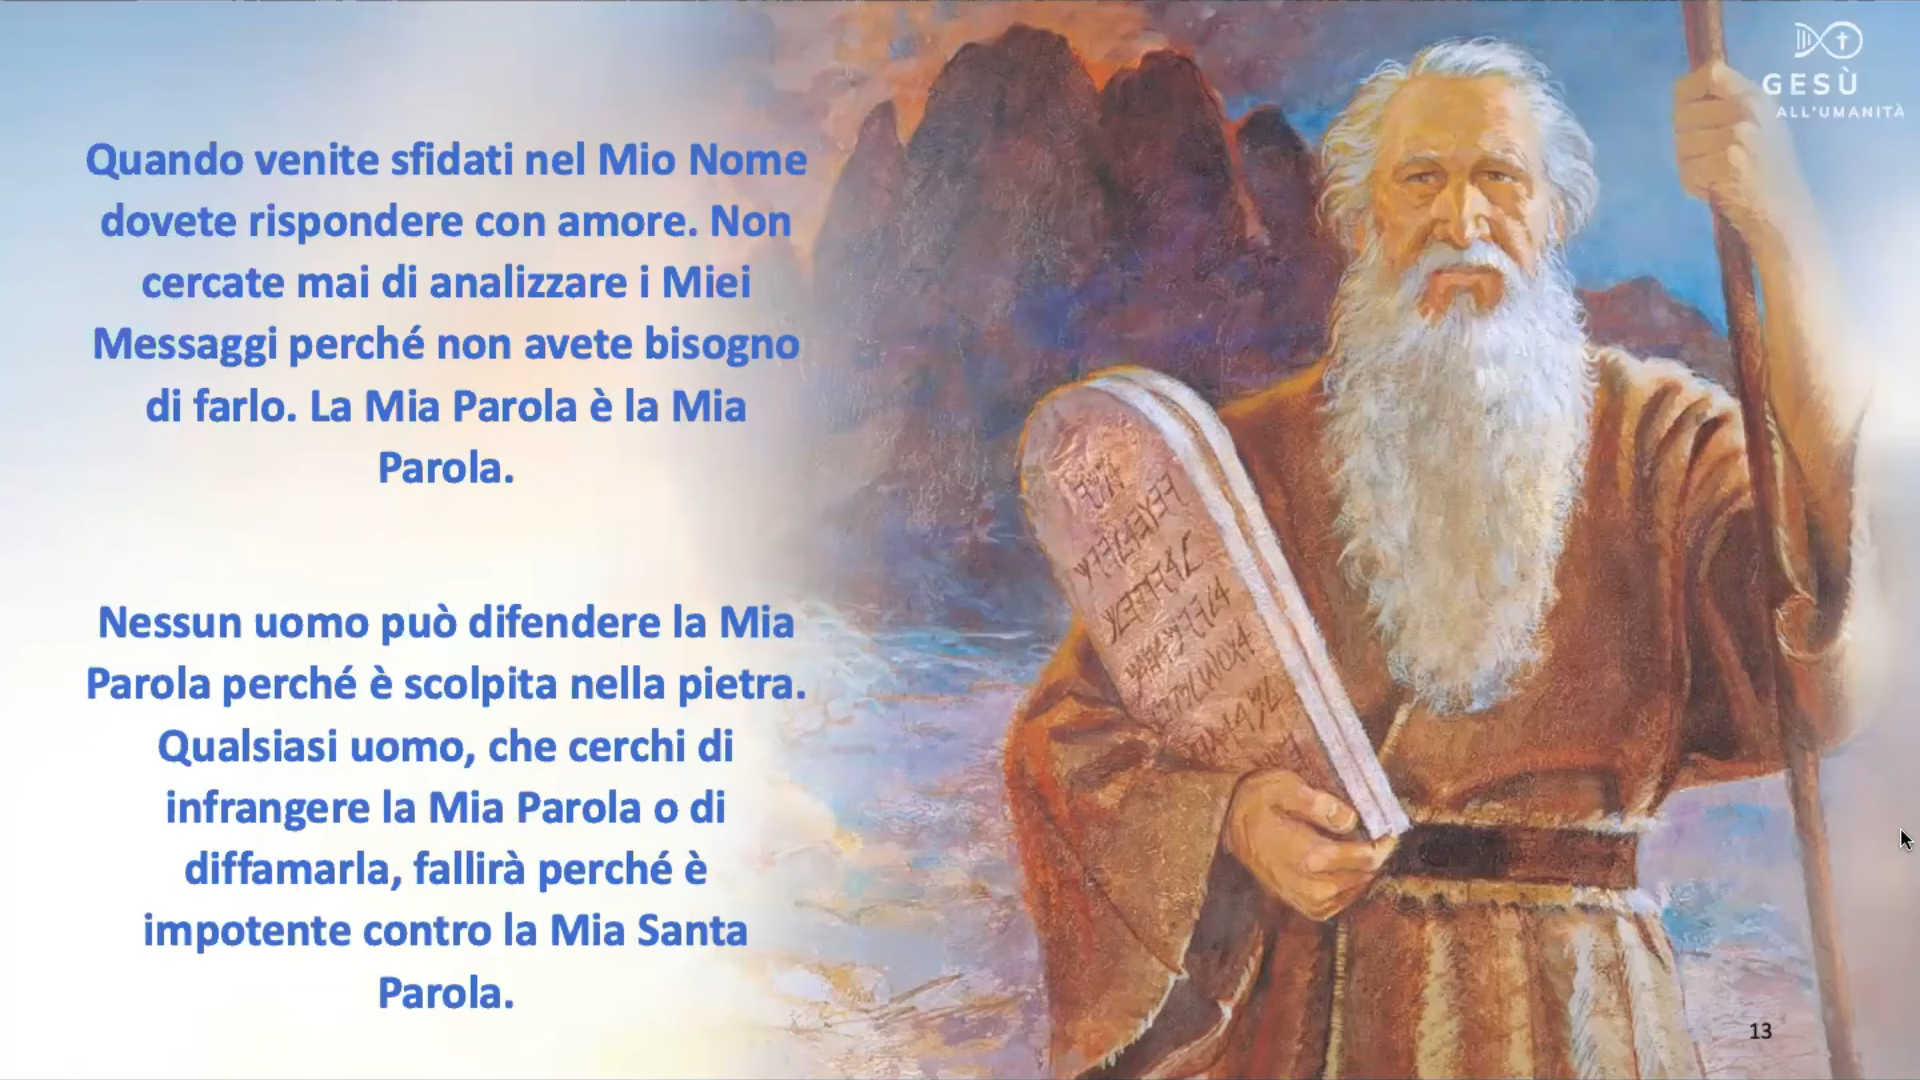 Quando venite sfidati nel Mio Nome
dovete rispondere con amore. Non
cercate mai di analizzare i Miei
Messaggi perché non avete bisogno
di farlo. La Mia Parola è la Mia
Parola.
Nessun uomo può difendere la Mia
Parola perché è scolpita nella pietra.
Qualsiasi uomo, che cerchi di
infrangere la Mia Parola o di
diffamarla, fallirà perché è
impotente contro la Mia Santa
Parola.
GESÙ
ALL'UMANITÀ
13